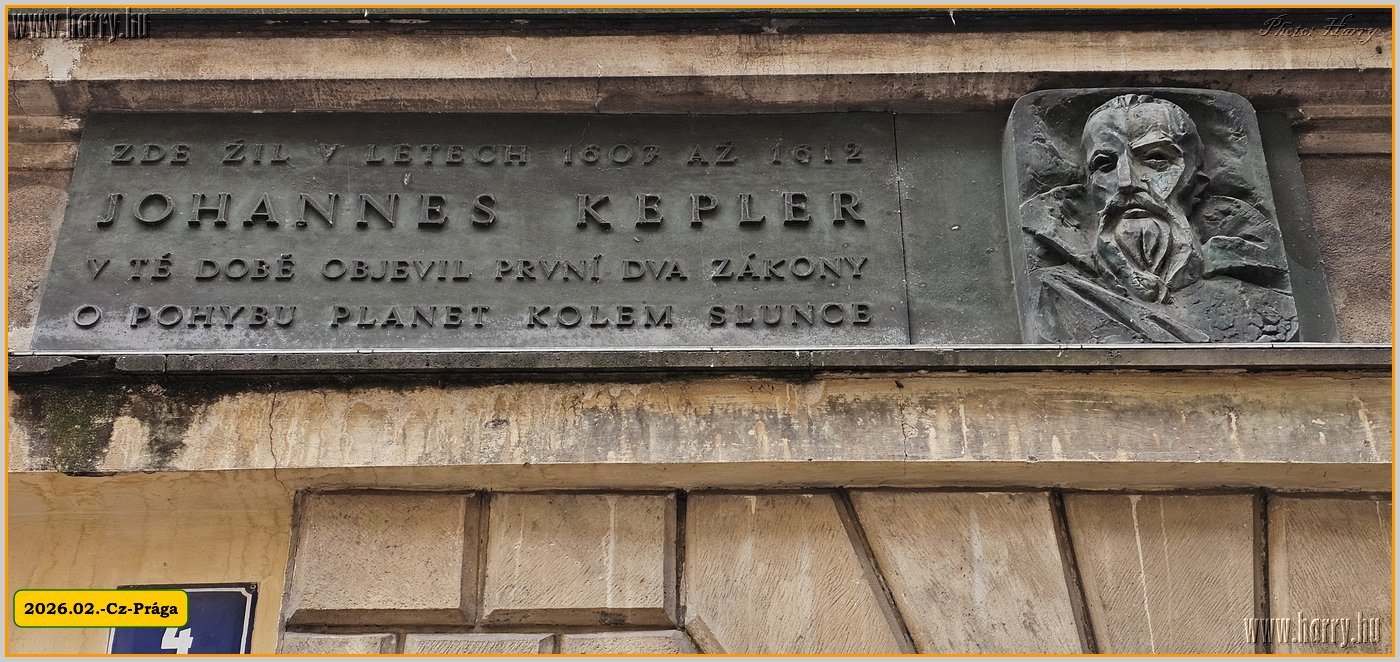 www.harry.hu
Photos Harry
ZDE ŽIL V LETECH 1607 AŽ 1612
JOHANNES KEPLER
V TÉ DOBĚ OBJEVIL PRVNÍ DVA ZÁKONY
O POHYBU PLANET KOLEM SLUNCE
2026.02.-Cz-Prága
4
www.harry.hu